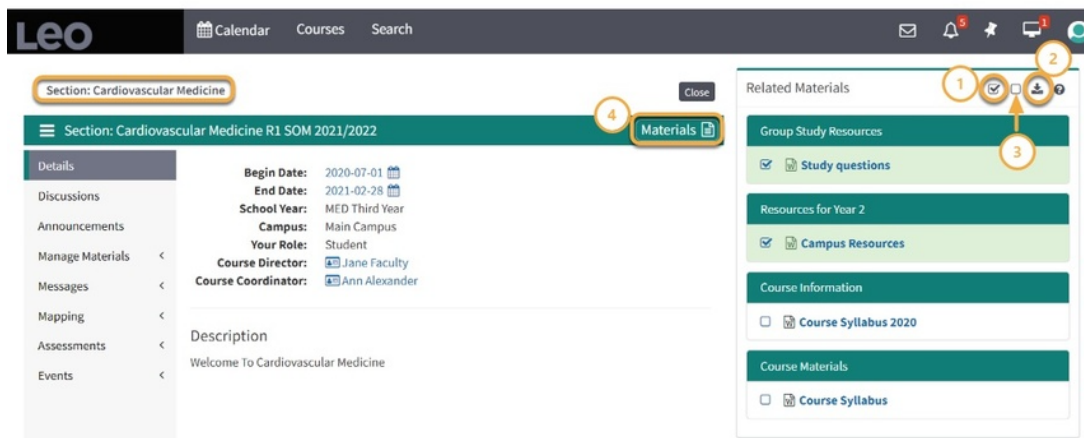 Leo
Calendar Courses Search
5
1
Section: Cardiovascular Medicine
Close
Section: Cardiovascular Medicine R1 SOM 2021/2022
4
Materials
Details
Discussions
Announcements
Manage Materials <
Messages <
Mapping <
Assessments <
Events <
Begin Date: 2020-07-01
End Date: 2021-02-28
School Year: MED Third Year
Campus: Main Campus
Your Role: Student
Course Director: Jane Faculty
Course Coordinator: Ann Alexander
Description
Welcome To Cardiovascular Medicine
Related Materials
1
2
3
Group Study Resources
Study questions
Resources for Year 2
Campus Resources
Course Information
Course Syllabus 2020
Course Materials
Course Syllabus